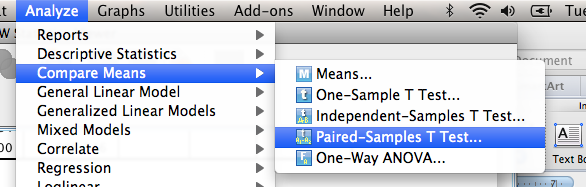 Analyze Graphs Utilities Add-ons Window Help Tue
Reports
Descriptive Statistics
Compare Means
General Linear Model
Generalized Linear Models
Mixed Models
Correlate
Regression
Loglinear
Means...
One-Sample T Test...
Independent-Samples T Test...
Paired-Samples T Test...
One-Way ANOVA...
Document
Text Bo